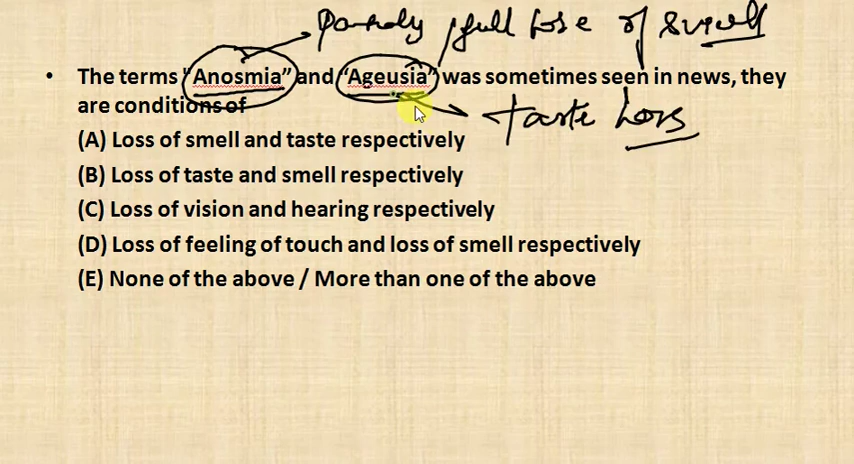 Partialy / full lose of smell
• The terms “Anosmia” and “Ageusia” was sometimes seen in news, they
are conditions of
taste Loss
(A) Loss of smell and taste respectively
(B) Loss of taste and smell respectively
(C) Loss of vision and hearing respectively
(D) Loss of feeling of touch and loss of smell respectively
(E) None of the above / More than one of the above